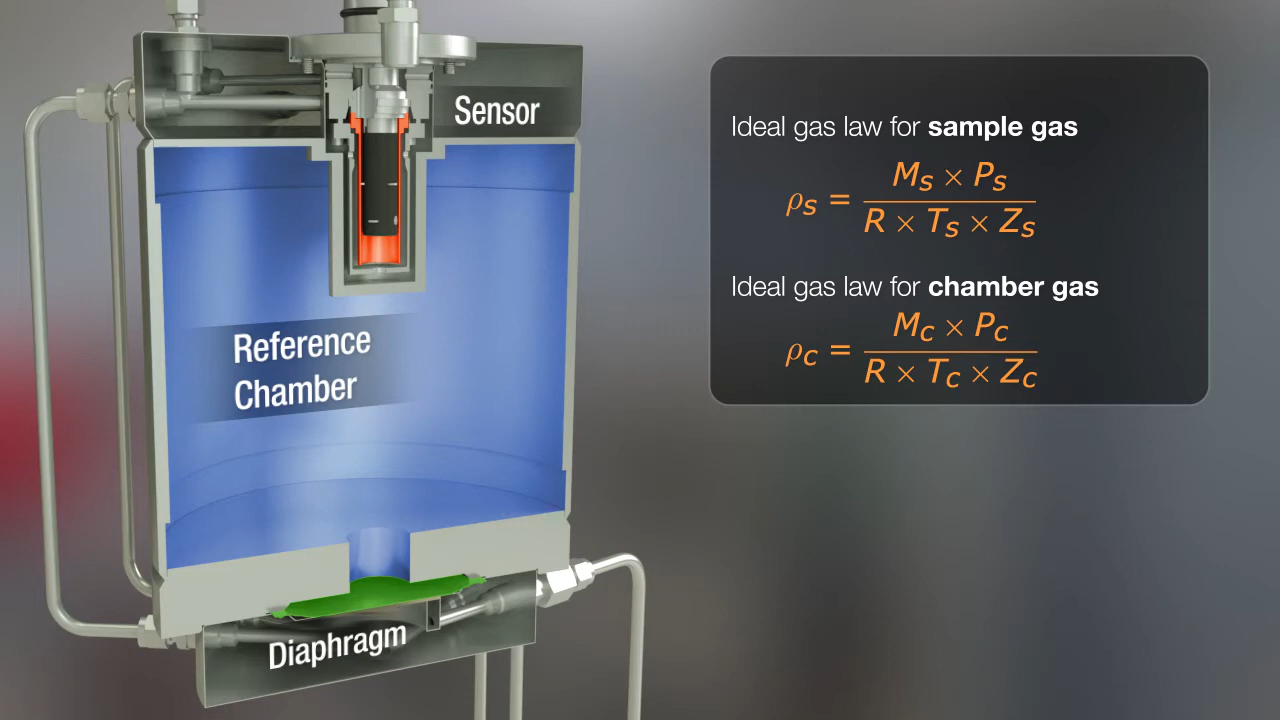 Sensor
Reference
Chamber
Diaphragm
Ideal gas law for sample gas
ρS = MS × PS / R × TS × ZS
Ideal gas law for chamber gas
ρC = MC × PC / R × TC × ZC